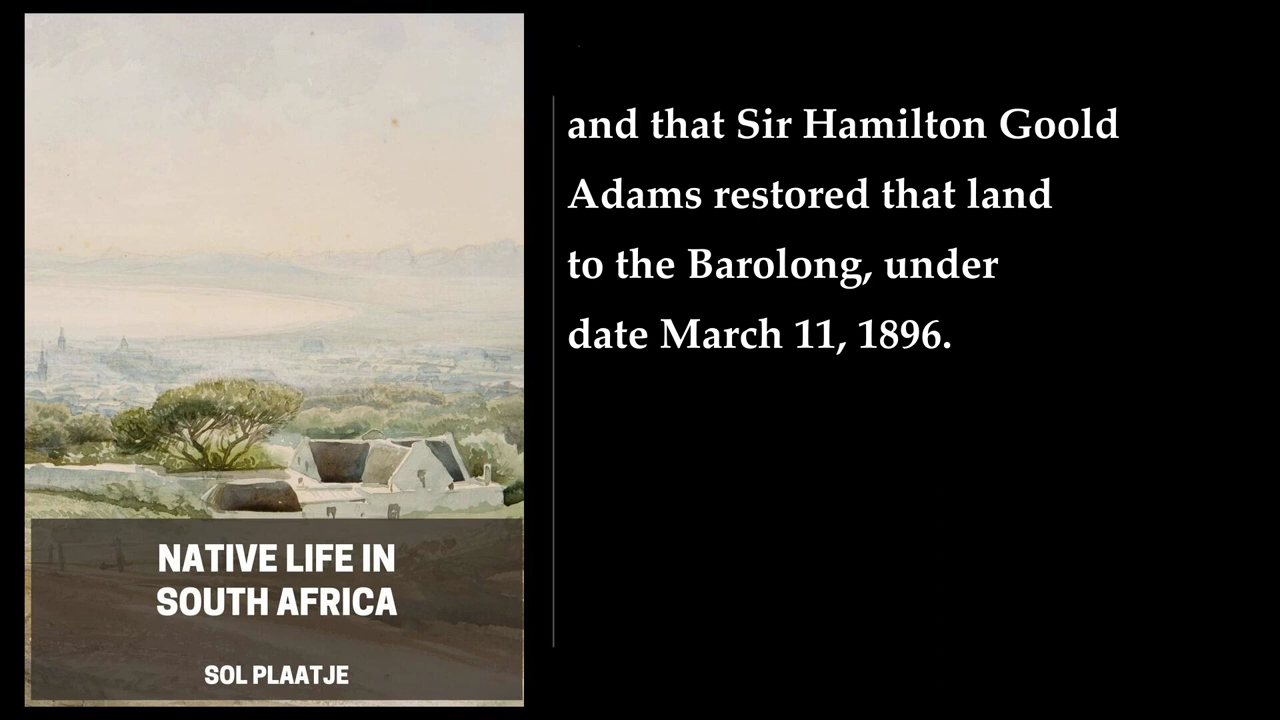 and that Sir Hamilton Goold
Adams restored that land
to the Barolong, under
date March 11, 1896.
NATIVE LIFE IN
SOUTH AFRICA
SOL PLAATJE